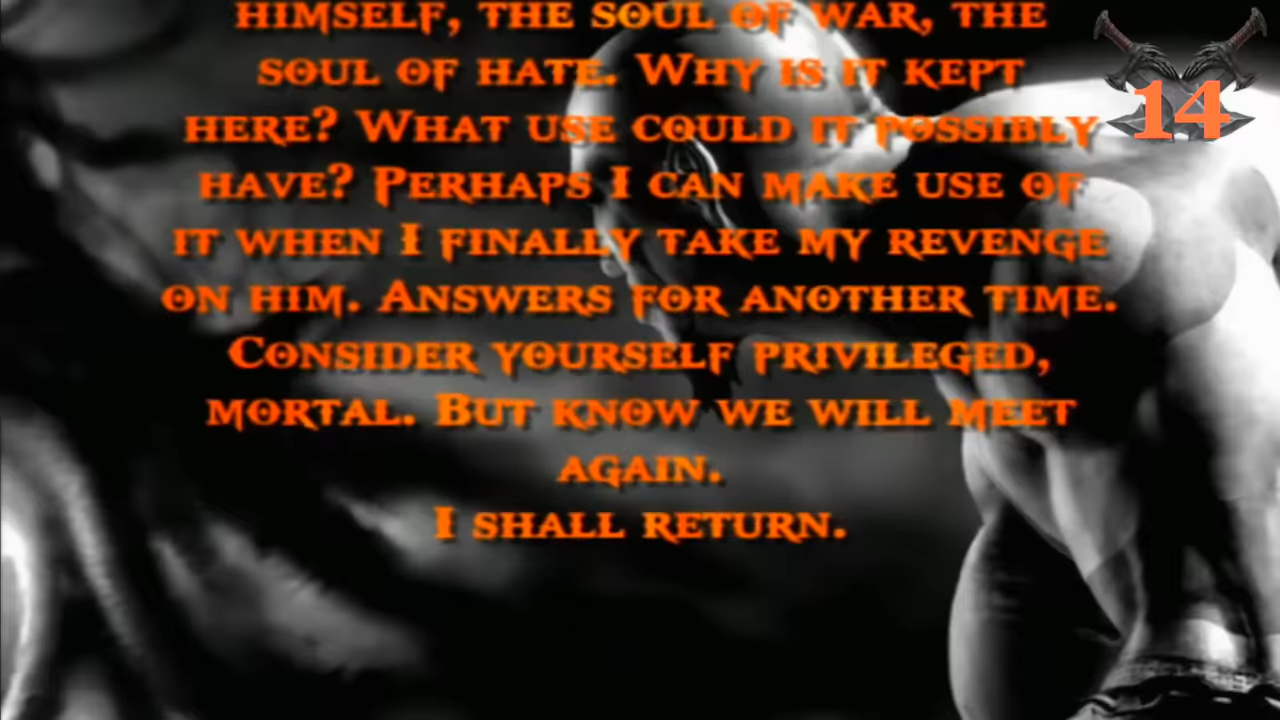 HIMSELF, THE SOUL OF WAR, THE
SOUL OF HATE. WHY IS IT KEPT
HERE? WHAT USE COULD IT POSSIBLY
HAVE? PERHAPS I CAN MAKE USE OF
IT WHEN I FINALLY TAKE MY REVENGE
ON HIM. ANSWERS FOR ANOTHER TIME.
CONSIDER YOURSELF PRIVILEGED,
MORTAL. BUT KNOW WE WILL MEET
AGAIN.
I SHALL RETURN.
14